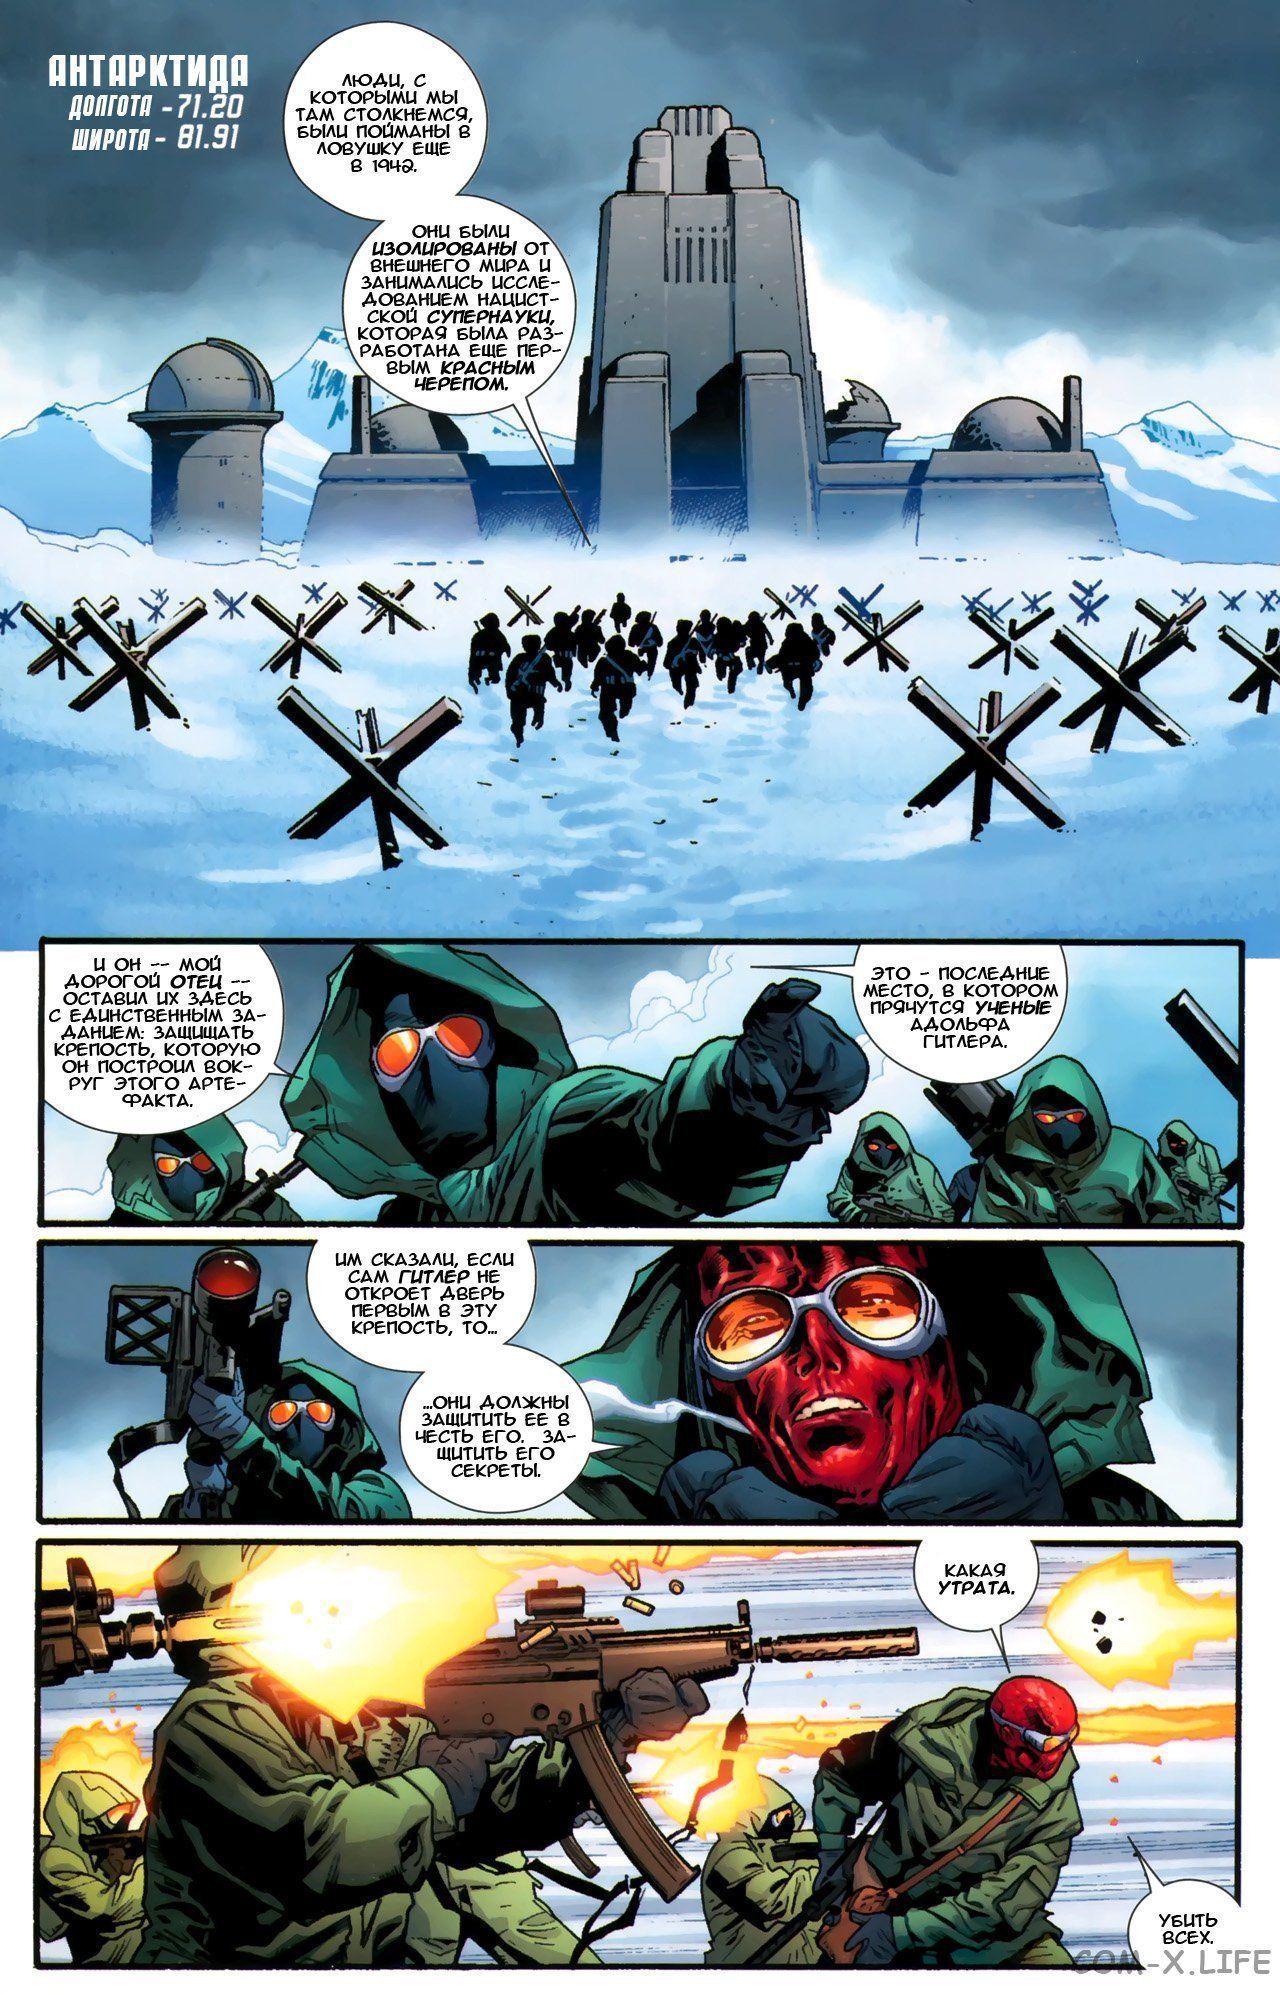 АНТАРКТИДА
ДОЛГОТА - 71.20
ШИРОТА - 81.91
ЛЮДИ, С
КОТОРЫМИ МЫ
ТАМ СТОЛКНЕМСЯ,
БЫЛИ ПОЙМАНЫ В
ЛОВУШКУ ЕЩЕ
В 1942.
ОНИ БЫЛИ
ИЗОЛИРОВАНЫ ОТ
ВНЕШНЕГО МИРА И
ЗАНИМАЛИСЬ ИССЛЕ-
ДОВАНИЕМ НАЦИСТ-
СКОЙ СУПЕРНАУКИ,
КОТОРАЯ БЫЛА РАЗ-
РАБОТАНА ЕЩЕ ПЕР-
ВЫМ КРАСНЫМ
ЧЕРЕПОМ.
И ОН -- МОЙ
ДОРОГОЙ ОТЕЦ --
ОСТАВИЛ ИХ ЗДЕСЬ
С ЕДИНСТВЕННЫМ ЗА-
ДАНИЕМ: ЗАЩИЩАТЬ
КРЕПОСТЬ, КОТОРУЮ
ОН ПОСТРОИЛ ВОК-
РУГ ЭТОГО АРТЕ-
ФАКТА.
ЭТО - ПОСЛЕДНИЕ
МЕСТО, В КОТОРОМ
ПРЯЧУТСЯ УЧЕНЫЕ
АДОЛЬФА
ГИТЛЕРА.
ИМ СКАЗАЛИ, ЕСЛИ
САМ ГИТЛЕР НЕ
ОТКРОЕТ ДВЕРЬ
ПЕРВЫМ В ЭТУ
КРЕПОСТЬ, ТО...
...ОНИ ДОЛЖНЫ
ЗАЩИТИТЬ ЕЕ В
ЧЕСТЬ ЕГО. ЗА-
ЩИТИТЬ ЕГО
СЕКРЕТЫ.
КАКАЯ
УТРАТА.
УБИТЬ
ВСЕХ.
COM-X.LIFE